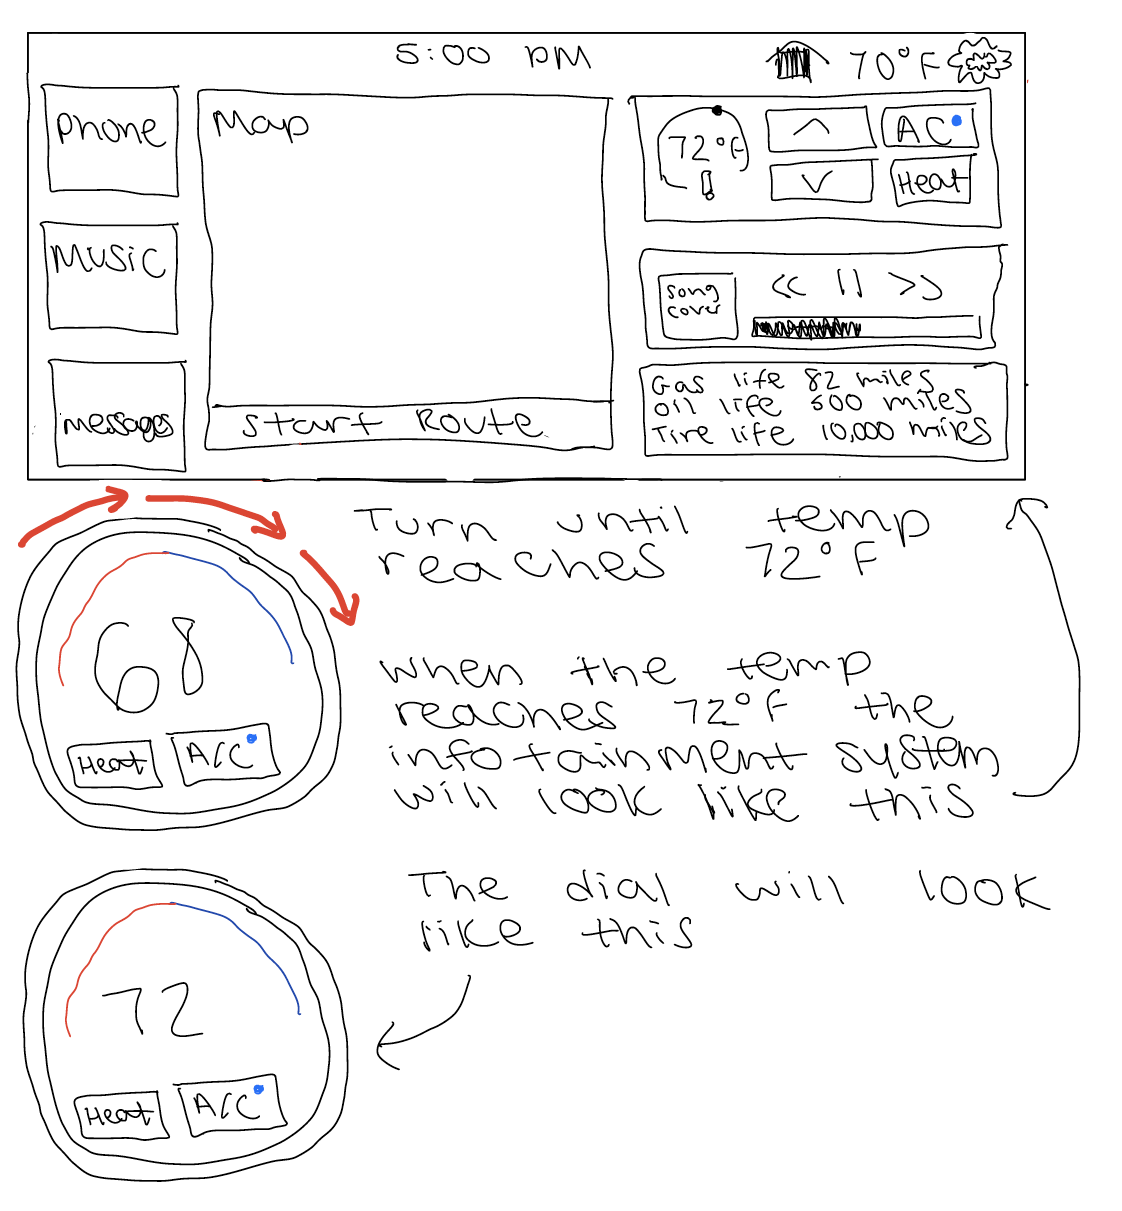 5:00 PM
70°F
Phone
Music
Messages
Map
Start Route
72°F
AC
Heat
song
cover
<< || >>
Gas life 82 miles
Oil life 500 miles
Tire life 10,000 miles
Turn until temp
reaches 72°F
68
Heat
A/C
When the temp
reaches 72°F the
infotainment system
will look like this
The dial will look
like this
72
Heat
A/C